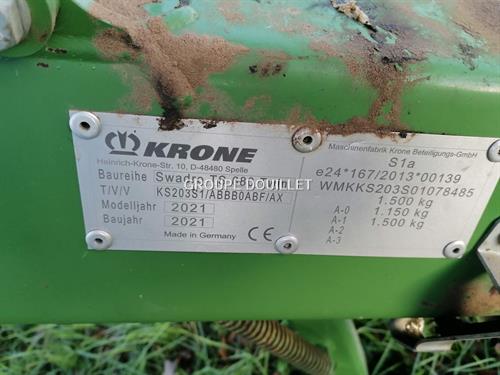 KRONE
Heinrich-Krone-Str. 10, D-48480 Spelle
Baureihe Swadro TS
T/V/V KS203S1/ABBB0ABF/AX
Modelljahr 2021
Baujahr 2021
Made in Germany CE
Maschinenfabrik Krone Beteiligungs-GmbH
S1a
e24*167/2013*00139
WMKKS203S01078485
1.500 kg
A-0 1.150 kg
A-1 1.500 kg
A-2
A-3
GROUPE DOUILLET